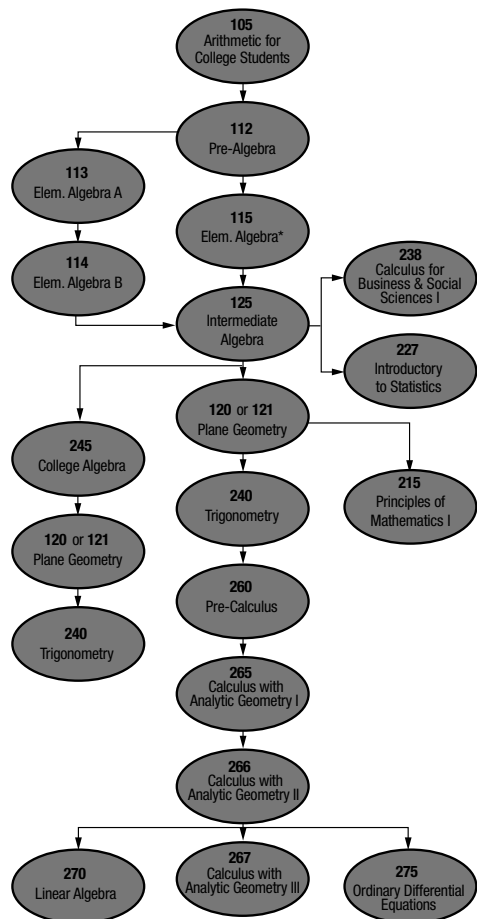 105
Arithmetic for
College Students
112
Pre-Algebra
113
Elem. Algebra A
115
Elem. Algebra*
114
Elem. Algebra B
238
Calculus for
Business & Social
Sciences I
125
Intermediate
Algebra
227
Introductory
to Statistics
120 or 121
Plane Geometry
245
College Algebra
240
Trigonometry
215
Principles of
Mathematics I
120 or 121
Plane Geometry
260
Pre-Calculus
240
Trigonometry
265
Calculus with
Analytic Geometry I
266
Calculus with
Analytic Geometry II
270
Linear Algebra
267
Calculus with
Analytic Geometry III
275
Ordinary Differential
Equations